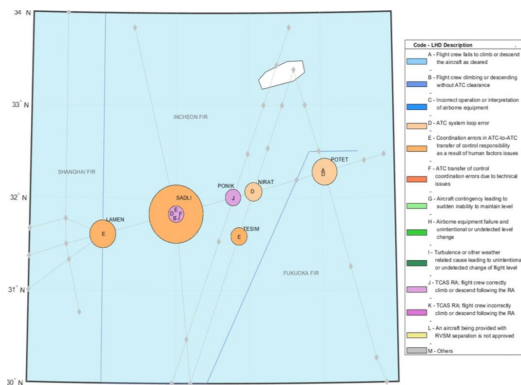 34° N
33° N
32° N
31° N
30° N
INCHEON FIR
SHANGHAI FIR
FUKUOKA FIR
POTET
A
D
NIRAT
D
PONIK
J
SADLI
E
B J
LAMEN
E
TESIM
E
Code - LHD Description
A - Flight crew fails to climb or descend
the aircraft as cleared
B - Flight crew climbing or descending
without ATC clearance
C - Incorrect operation or interpretation
of airborne equipment
D - ATC system loop error
E - Coordination errors in ATC-to-ATC
transfer of control responsibility
as a result of human factors issues
F - ATC transfer of control
coordination errors due to technical
issues
G - Aircraft contingency leading to
sudden inability to maintain level
H - Airborne equipment failure and
unintentional or undetected level
change
I - Turbulence or other weather
related cause leading to unintentional
or undetected change of flight level
J - TCAS RA; flight crew correctly
climb or descend following the RA
K - TCAS RA; flight crew incorrectly
climb or descend following the RA
L - An aircraft being provided with
RVSM separation is not approved
M - Others